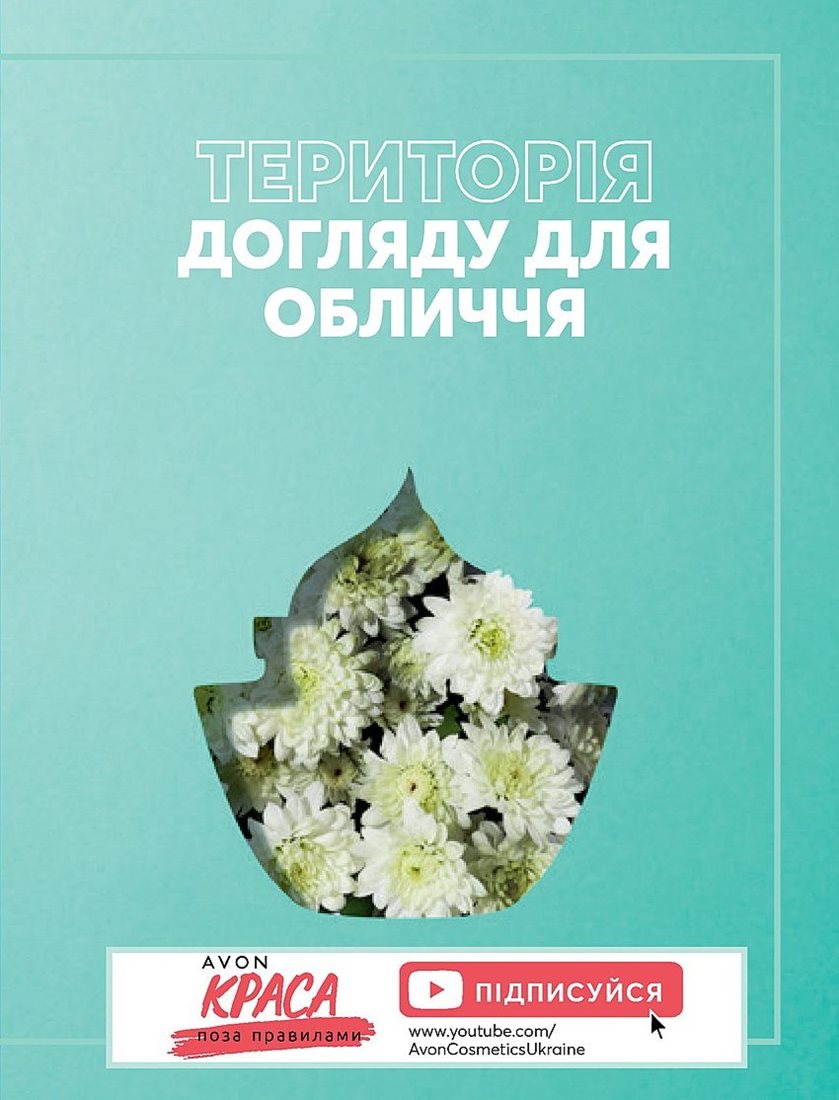 ТЕРИТОРІЯ
ДОГЛЯДУ ДЛЯ
ОБЛИЧЧЯ
AVON
КРАСА
поза правилами
ПІДПИСУЙСЯ
www.youtube.com/
AvonCosmeticsUkraine